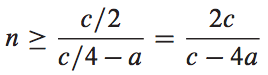 n ≥ (c/2)/(c/4 − a) = 2c/(c − 4a)